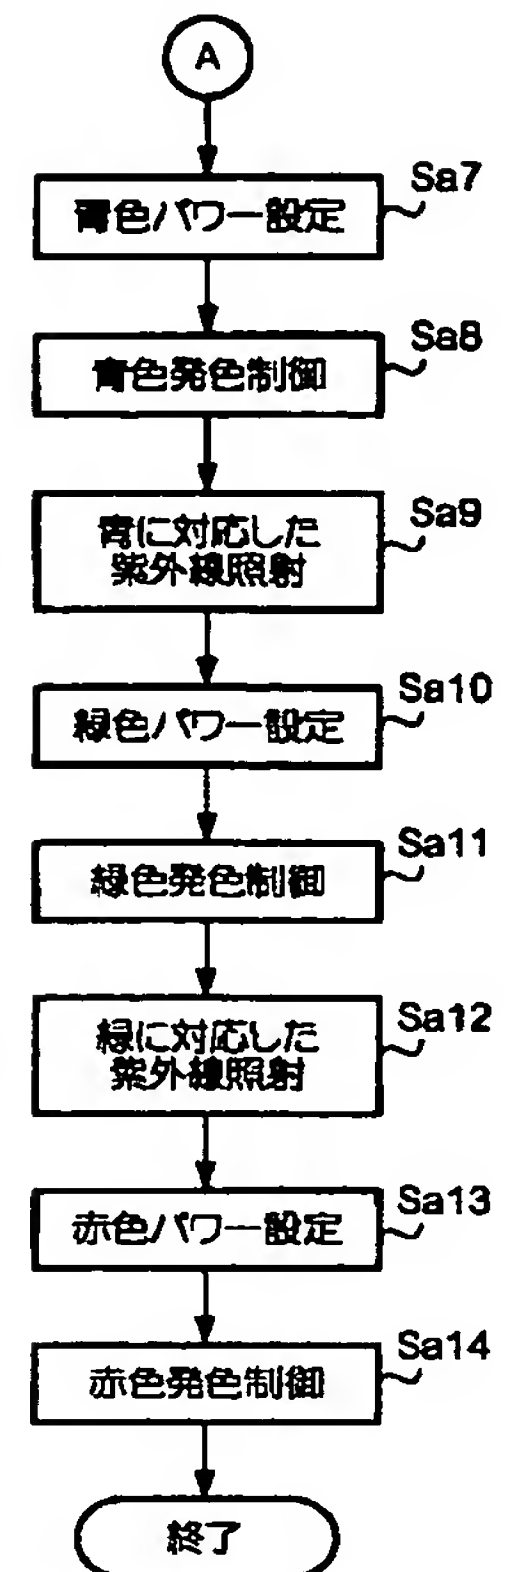 A
Sa7
青色パワー設定
Sa8
青色発色制御
Sa9
青に対応した
紫外線照射
Sa10
緑色パワー設定
Sa11
緑色発色制御
Sa12
緑に対応した
紫外線照射
Sa13
赤色パワー設定
Sa14
赤色発色制御
終了